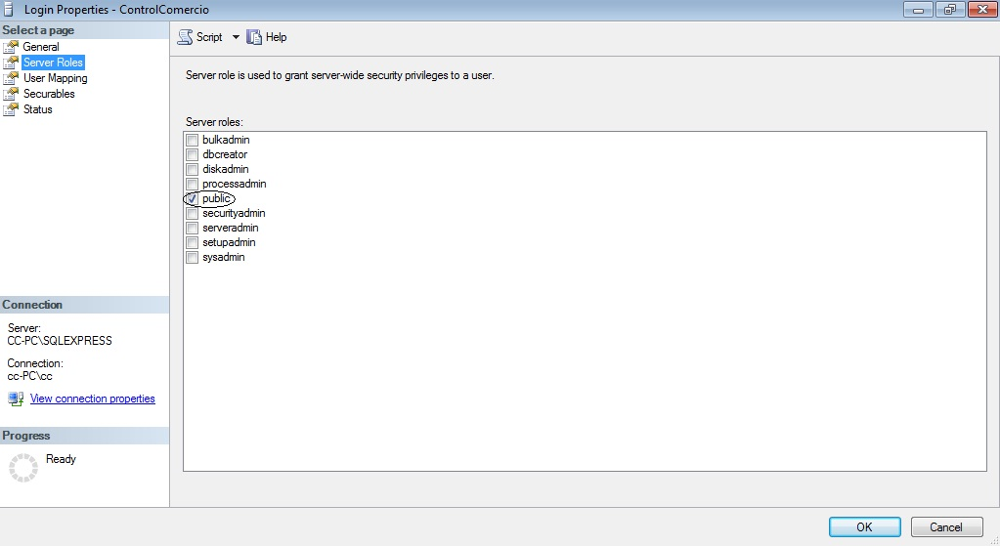 Login Properties - ControlComercio
Select a page
General
Server Roles
User Mapping
Securables
Status
Script
Help
Server role is used to grant server-wide security privileges to a user.
Server roles:
bulkadmin
dbcreator
diskadmin
processadmin
public
securityadmin
serveradmin
setupadmin
sysadmin
Connection
Server:
CC-PC\SQLEXPRESS
Connection:
cc-PC\cc
View connection properties
Progress
Ready
OK
Cancel